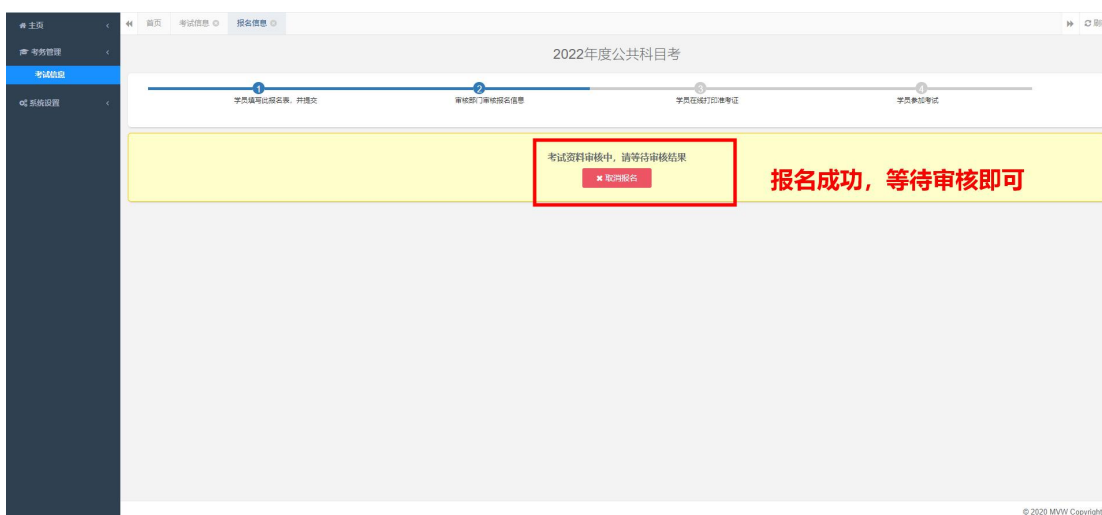 主页
首页 考试信息 报名信息
考务管理
2022年度公共科目考
考试信息
1 2 3 4
学员填写此报名表，并提交 审核部门审核报名信息 学员在线打印准考证 学员参加考试
系统设置
考试资料审核中，请等待审核结果
取消报名
报名成功，等待审核即可
© 2020 MVW Copyright